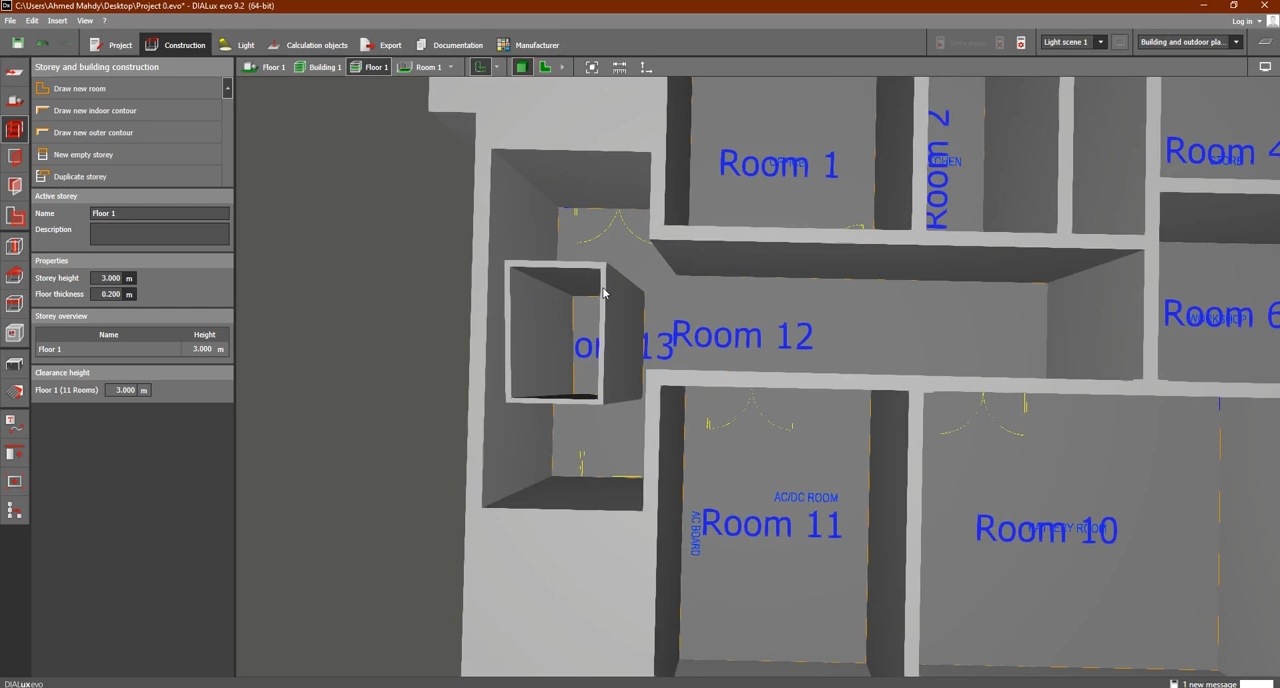 C:\Users\Ahmed Mahdy\Desktop\Project 0.evo* - DIALux evo 9.2 (64-bit)
File Edit Insert View ?
Log in
Project Construction Light Calculation objects Export Documentation Manufacturer
Light scene 1
Building and outdoor pla...
Storey and building construction
Floor 1 Building 1 Floor 1 Room 1
Draw new room
Draw new indoor contour
Draw new outer contour
New empty storey
Duplicate storey
Active storey
Name Floor 1
Description
Properties
Storey height 3.000 m
Floor thickness 0.200 m
Storey overview
Name Height
Floor 1 3.000 m
Clearance height
Floor 1 (11 Rooms) 3.000 m
Room 1
Room 2
Room 4
Room 6
WORKSHOP
Room 12
13
Room 11
AC/DC ROOM
AC BOARD
Room 10
BATTERY ROOM
DIALux evo
1 new message